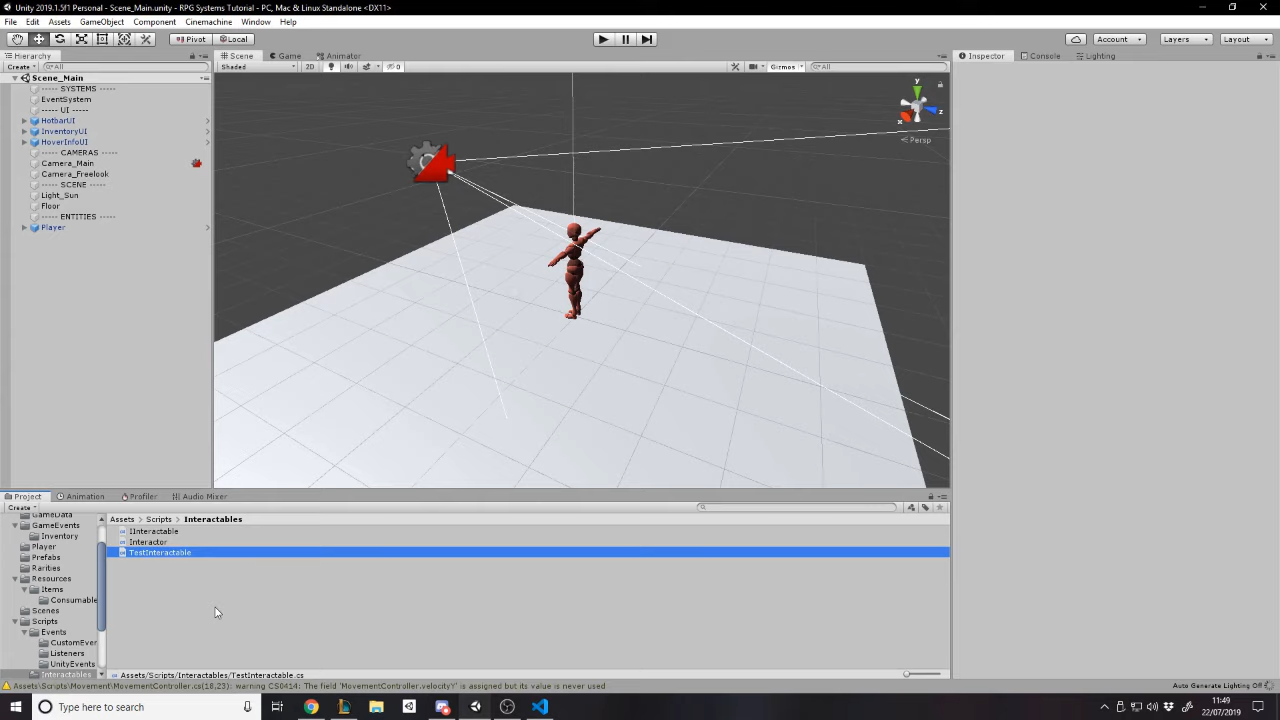 Unity 2019.1.5f1 Personal - Scene_Main.unity - RPG Systems Tutorial - PC, Mac & Linux Standalone <DX11>
File Edit Assets GameObject Component Cinemachine Window Help
Pivot Local Account Layers Layout
Hierarchy Scene Game Animator Inspector Console Lighting
Create All Shaded 2D 0 Gizmos All
Scene_Main
----- SYSTEMS -----
EventSystem
----- UI -----
HotbarUI
InventoryUI
HoverInfoUI
----- CAMERAS -----
Camera_Main
Camera_Freelook
----- SCENE -----
Light_Sun
Floor
----- ENTITIES -----
Player
y
x
z
Persp
Project Animation Profiler Audio Mixer
Create
GameData
GameEvents
Inventory
Player
Prefabs
Rarities
Resources
Items
Consumable
Scenes
Scripts
Events
CustomEver
Listeners
UnityEvents
Interactables
Assets Scripts Interactables
IInteractable
Interactor
TestInteractable
Assets/Scripts/Interactables/TestInteractable.cs
Assets\Scripts\Movement\MovementController.cs(18,23): warning CS0414: The field 'MovementController.velocityY' is assigned but its value is never used
Auto Generate Lighting Off
Type here to search
11:49
22/07/2019